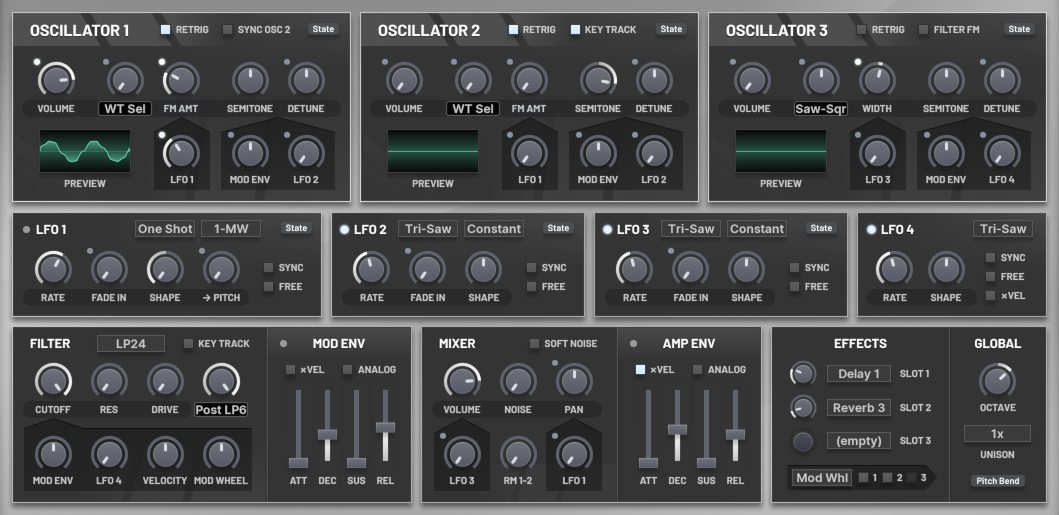 OSCILLATOR 1 RETRIG SYNC OSC 2 State
VOLUME WT Sel FM AMT SEMITONE DETUNE
PREVIEW LFO 1 MOD ENV LFO 2
OSCILLATOR 2 RETRIG KEY TRACK State
VOLUME WT Sel FM AMT SEMITONE DETUNE
PREVIEW LFO 1 MOD ENV LFO 2
OSCILLATOR 3 RETRIG FILTER FM State
VOLUME Saw-Sqr WIDTH SEMITONE DETUNE
PREVIEW LFO 3 MOD ENV LFO 4
LFO 1 One Shot 1-MW State
SYNC
FREE
RATE FADE IN SHAPE → PITCH
LFO 2 Tri-Saw Constant State
SYNC
FREE
RATE FADE IN SHAPE
LFO 3 Tri-Saw Constant State
SYNC
FREE
RATE FADE IN SHAPE
LFO 4 Tri-Saw
SYNC
FREE
×VEL
RATE SHAPE
FILTER LP24 KEY TRACK
CUTOFF RES DRIVE Post LP6
MOD ENV LFO 4 VELOCITY MOD WHEEL
MOD ENV
×VEL ANALOG
ATT DEC SUS REL
MIXER SOFT NOISE
VOLUME NOISE PAN
LFO 3 RM 1-2 LFO 1
AMP ENV
×VEL ANALOG
ATT DEC SUS REL
EFFECTS
Delay 1 SLOT 1
Reverb 3 SLOT 2
(empty) SLOT 3
Mod Whl 1 2 3
GLOBAL
OCTAVE
1x
UNISON
Pitch Bend